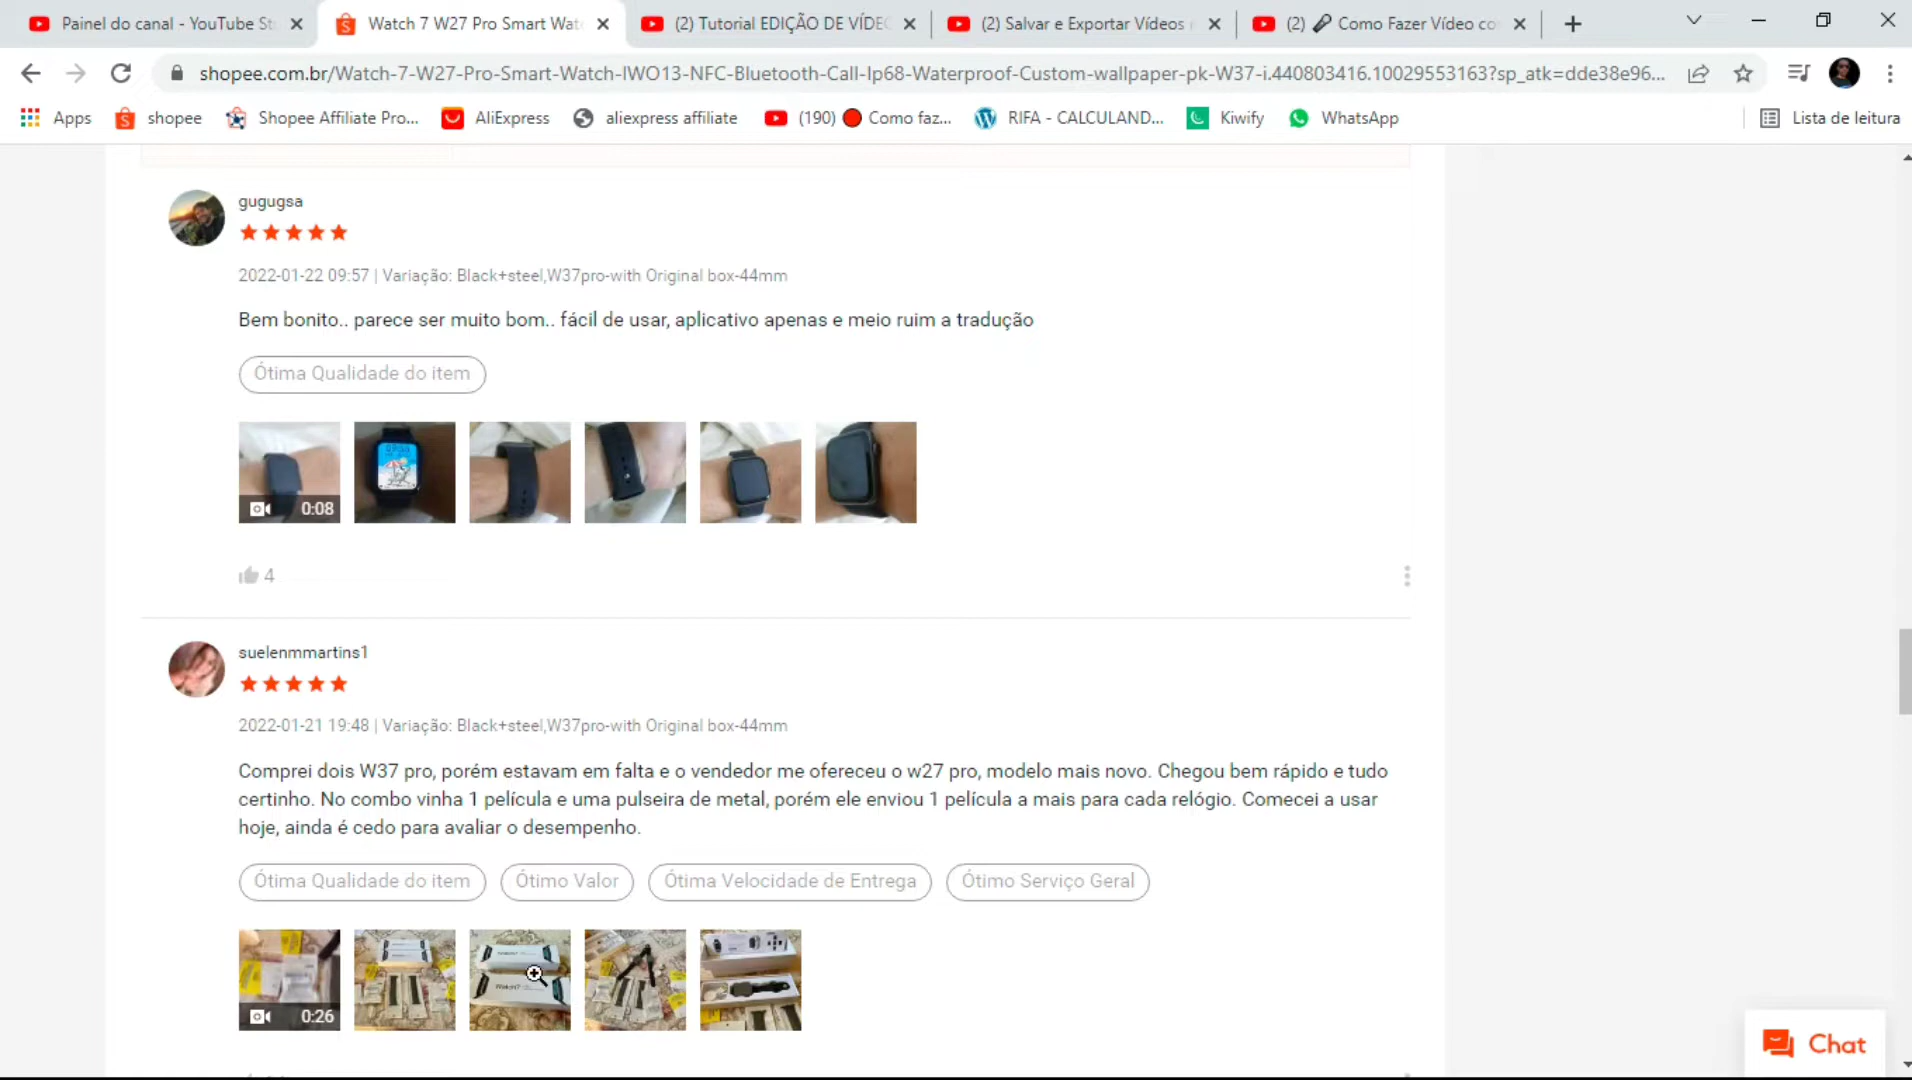 Painel do canal - YouTube St
Watch 7 W27 Pro Smart Wat
(2) Tutorial EDIÇÃO DE VÍDE
(2) Salvar e Exportar Vídeos
(2) 🎤 Como Fazer Vídeo co
shopee.com.br/Watch-7-W27-Pro-Smart-Watch-IWO13-NFC-Bluetooth-Call-Ip68-Waterproof-Custom-wallpaper-pk-W37-i.440803416.10029553163?sp_atk=dde38e96...
Apps
shopee
Shopee Affiliate Pro...
AliExpress
aliexpress affiliate
(190) 🔴 Como faz...
RIFA - CALCULAND...
Kiwify
WhatsApp
Lista de leitura
gugugsa
2022-01-22 09:57 | Variação: Black+steel,W37pro-with Original box-44mm
Bem bonito.. parece ser muito bom.. fácil de usar, aplicativo apenas e meio ruim a tradução
Ótima Qualidade do item
0:08
4
suelenmmartins1
2022-01-21 19:48 | Variação: Black+steel,W37pro-with Original box-44mm
Comprei dois W37 pro, porém estavam em falta e o vendedor me ofereceu o w27 pro, modelo mais novo. Chegou bem rápido e tudo
certinho. No combo vinha 1 película e uma pulseira de metal, porém ele enviou 1 película a mais para cada relógio. Comecei a usar
hoje, ainda é cedo para avaliar o desempenho.
Ótima Qualidade do item
Ótimo Valor
Ótima Velocidade de Entrega
Ótimo Serviço Geral
0:26
Watch7
Chat